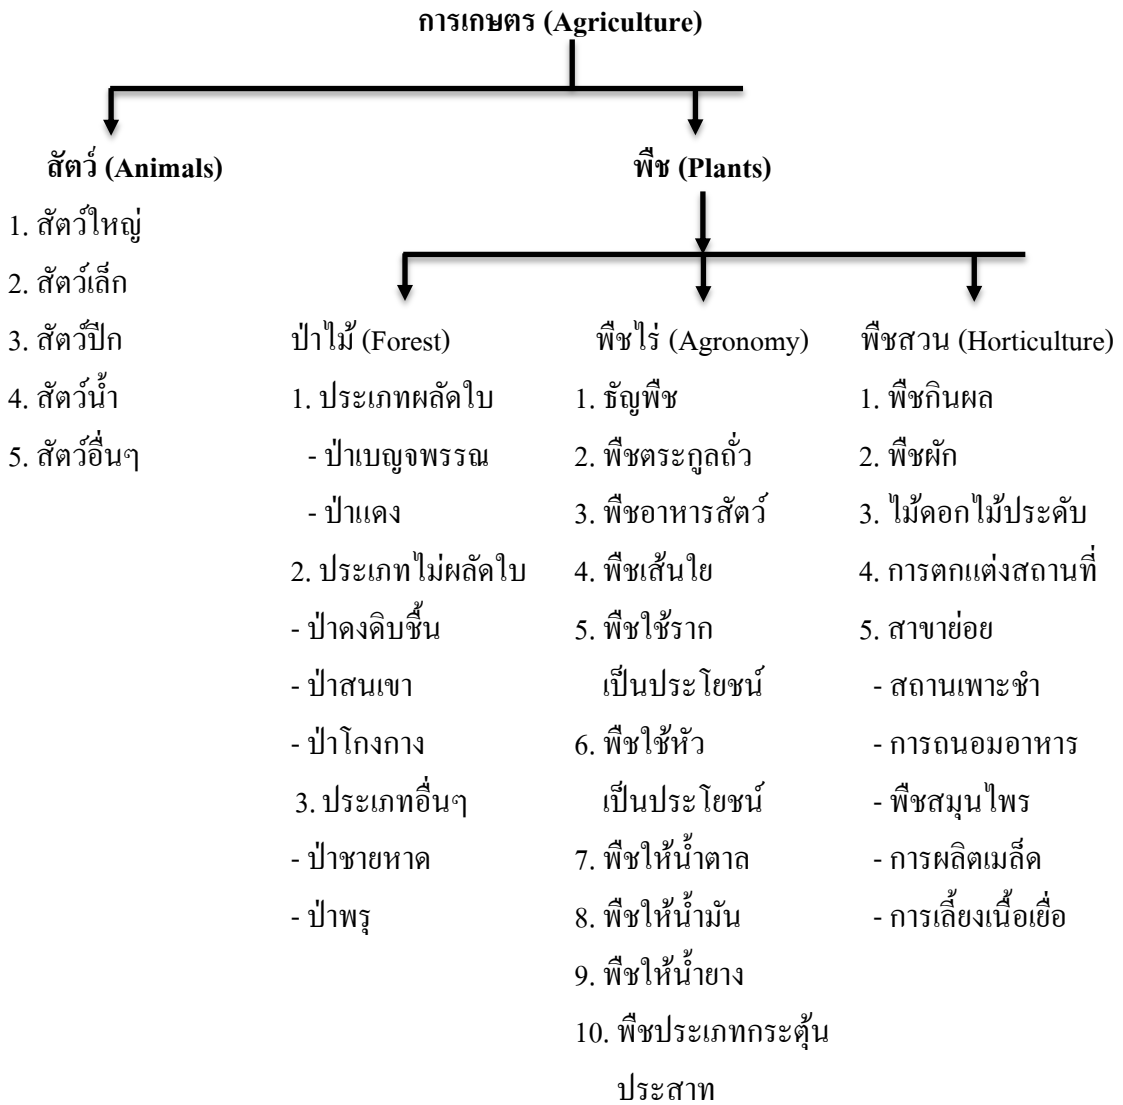 การเกษตร (Agriculture)
สัตว์ (Animals)
1. สัตว์ใหญ่
2. สัตว์เล็ก
3. สัตว์ปีก
4. สัตว์น้ำ
5. สัตว์อื่นๆ
พืช (Plants)
ป่าไม้ (Forest)
1. ประเภทผลัดใบ
- ป่าเบญจพรรณ
- ป่าแดง
2. ประเภทไม่ผลัดใบ
- ป่าดงดิบชื้น
- ป่าสนเขา
- ป่าโกงกาง
3. ประเภทอื่นๆ
- ป่าชายหาด
- ป่าพรุ
พืชไร่ (Agronomy)
1. ธัญพืช
2. พืชตระกูลถั่ว
3. พืชอาหารสัตว์
4. พืชเส้นใย
5. พืชใช้ราก
เป็นประโยชน์
6. พืชใช้หัว
เป็นประโยชน์
7. พืชให้น้ำตาล
8. พืชให้น้ำมัน
9. พืชให้น้ำยาง
10. พืชประเภทกระตุ้น
ประสาท
พืชสวน (Horticulture)
1. พืชกินผล
2. พืชผัก
3. ไม้ดอกไม้ประดับ
4. การตกแต่งสถานที่
5. สาขาย่อย
- สถานเพาะชำ
- การถนอมอาหาร
- พืชสมุนไพร
- การผลิตเมล็ด
- การเลี้ยงเนื้อเยื่อ